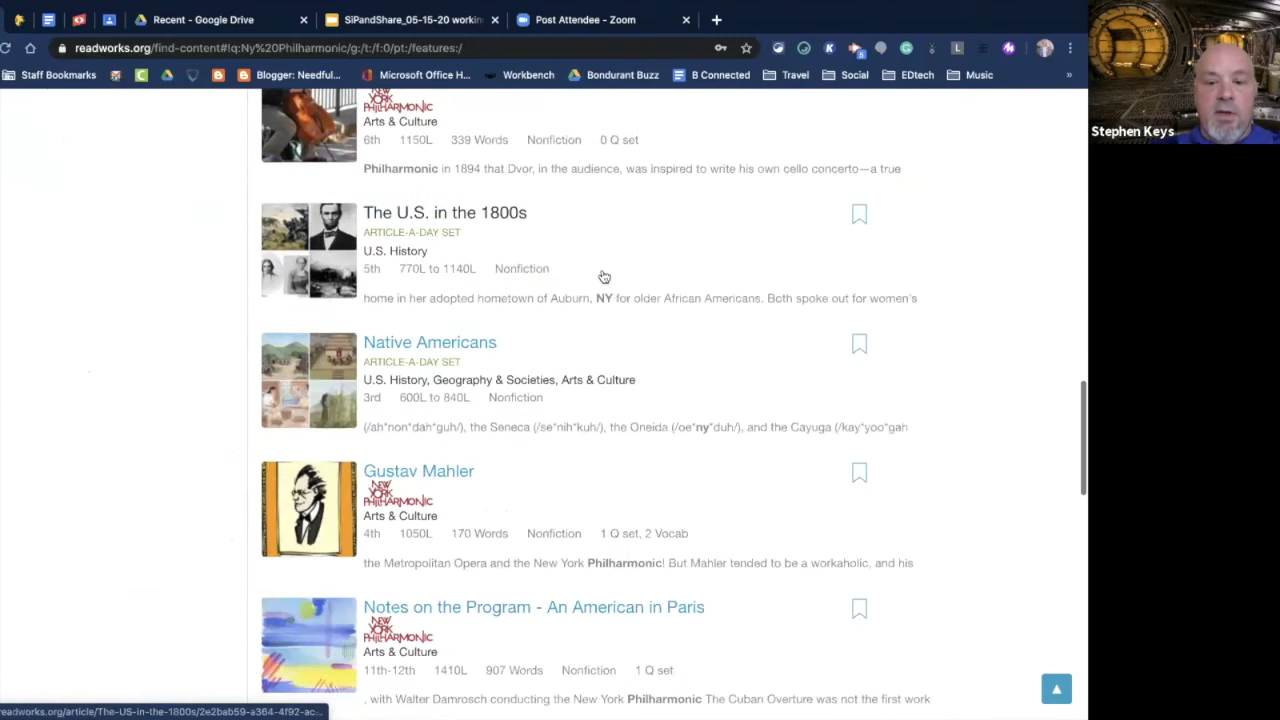 Recent - Google Drive
SiPandShare_05-15-20 workin
Post Attendee - Zoom
readworks.org/find-content#!q:Ny%20Philharmonic/g:/t:/f:0/pt:/features:/
Staff Bookmarks
Blogger: Needful...
Microsoft Office H...
Workbench
Bondurant Buzz
B Connected
Travel
Social
EDtech
Music
»
Stephen Keys
NEW
YORK
PHILHARMONIC
Arts & Culture
6th 1150L 339 Words Nonfiction 0 Q set
Philharmonic in 1894 that Dvor, in the audience, was inspired to write his own cello concerto—a true
The U.S. in the 1800s
ARTICLE-A-DAY SET
U.S. History
5th 770L to 1140L Nonfiction
home in her adopted hometown of Auburn, NY for older African Americans. Both spoke out for women's
Native Americans
ARTICLE-A-DAY SET
U.S. History, Geography & Societies, Arts & Culture
3rd 600L to 840L Nonfiction
(/ah*non*dah*guh/), the Seneca (/se*nih*kuh/), the Oneida (/oe*ny*duh/), and the Cayuga (/kay*yoo*gah
Gustav Mahler
NEW
YORK
PHILHARMONIC
Arts & Culture
4th 1050L 170 Words Nonfiction 1 Q set, 2 Vocab
the Metropolitan Opera and the New York Philharmonic! But Mahler tended to be a workaholic, and his
Notes on the Program - An American in Paris
NEW
YORK
PHILHARMONIC
Arts & Culture
11th-12th 1410L 907 Words Nonfiction 1 Q set
, with Walter Damrosch conducting the New York Philharmonic The Cuban Overture was not the first work
readworks.org/article/The-US-in-the-1800s/2e2bab59-a364-4f92-ac-...